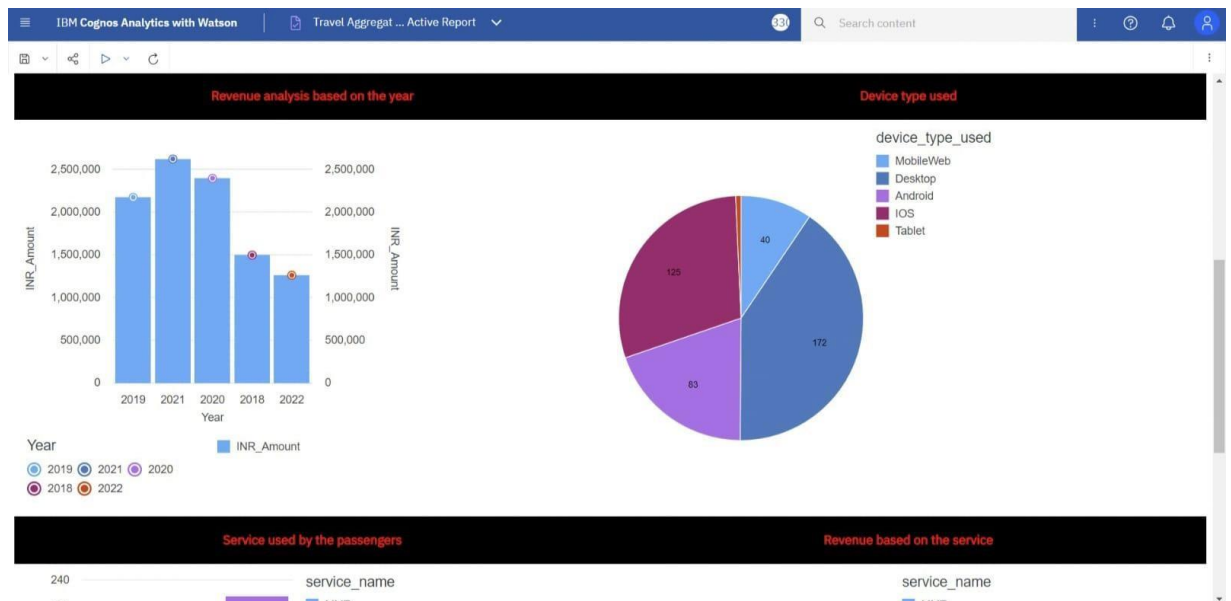 IBM Cognos Analytics with Watson
Travel Aggregat ... Active Report
Search content
Revenue analysis based on the year
Device type used
2,500,000
2,000,000
1,500,000
1,000,000
500,000
0
INR_Amount
2,500,000
2,000,000
1,500,000
1,000,000
500,000
0
INR_Amount
2019 2021 2020 2018 2022
Year
Year
INR_Amount
2019 2021 2020
2018 2022
device_type_used
MobileWeb
Desktop
Android
IOS
Tablet
40
125
172
83
Service used by the passengers
Revenue based on the service
240
service_name
service_name